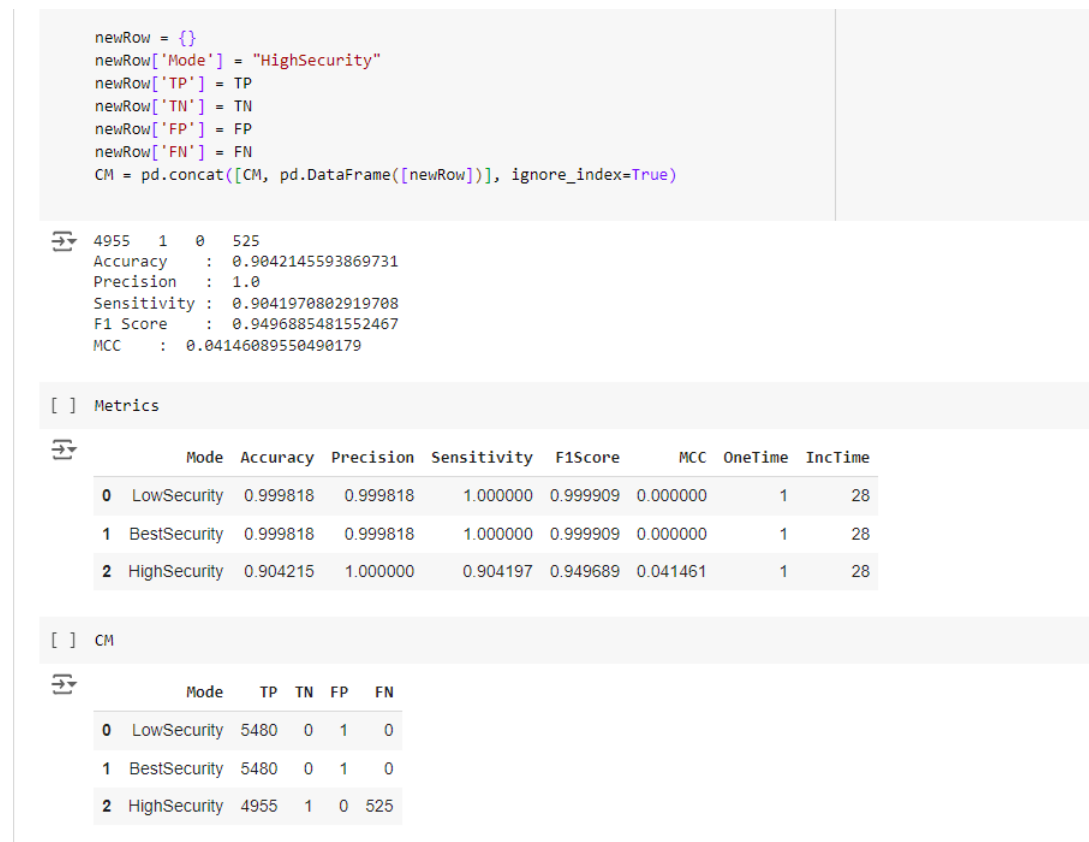 newRow = {}
newRow['Mode'] = "HighSecurity"
newRow['TP'] = TP
newRow['TN'] = TN
newRow['FP'] = FP
newRow['FN'] = FN
CM = pd.concat([CM, pd.DataFrame([newRow])], ignore_index=True)
4955 1 0 525
Accuracy : 0.9042145593869731
Precision : 1.0
Sensitivity : 0.9041970802919708
F1 Score : 0.9496885481552467
MCC : 0.04146089550490179
[ ] Metrics
Mode Accuracy Precision Sensitivity F1Score MCC OneTime IncTime
0 LowSecurity 0.999818 0.999818 1.000000 0.999909 0.000000 1 28
1 BestSecurity 0.999818 0.999818 1.000000 0.999909 0.000000 1 28
2 HighSecurity 0.904215 1.000000 0.904197 0.949689 0.041461 1 28
[ ] CM
Mode TP TN FP FN
0 LowSecurity 5480 0 1 0
1 BestSecurity 5480 0 1 0
2 HighSecurity 4955 1 0 525